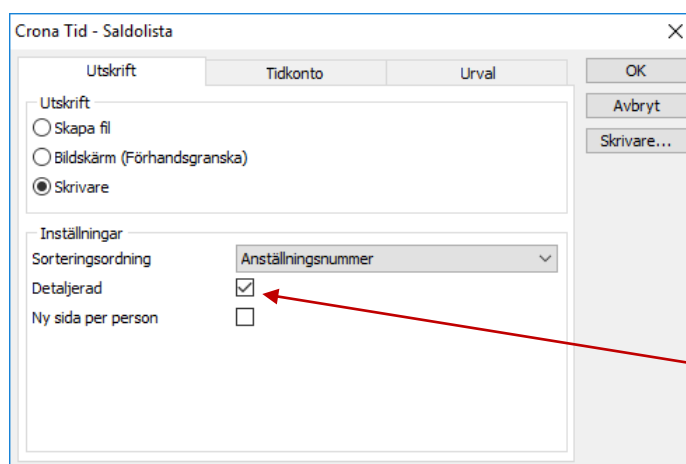 Crona Tid - Saldolista
Utskrift
Tidkonto
Urval
OK
Avbryt
Skrivare...
Utskrift
Skapa fil
Bildskärm (Förhandsgranska)
Skrivare
Inställningar
Sorteringsordning
Anställningsnummer
Detaljerad
Ny sida per person